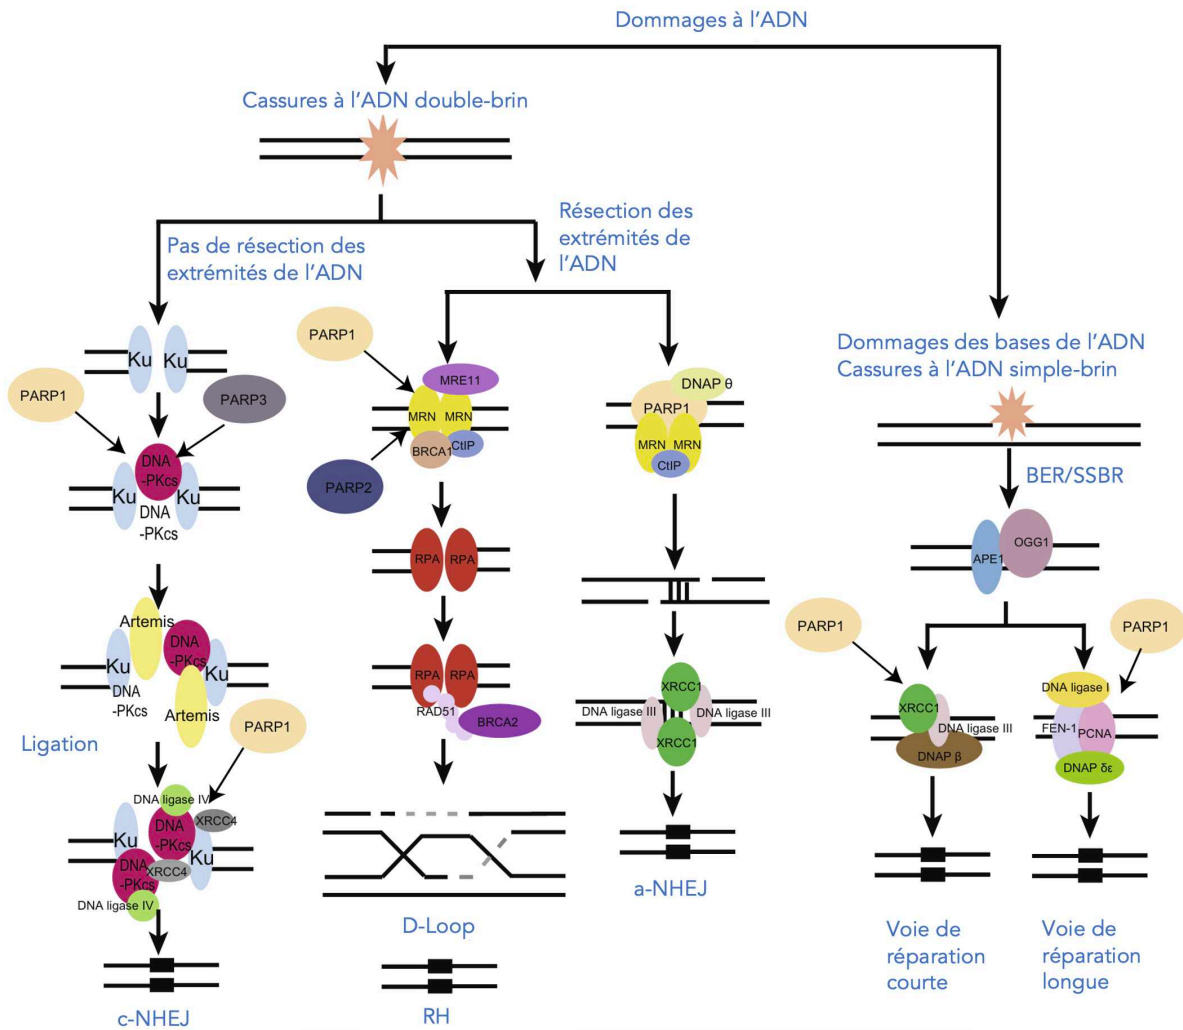 Dommages à l'ADN
Cassures à l'ADN double-brin
Pas de résection des
extrémités de l'ADN
Résection des
extrémités de
l'ADN
Ku
Ku
PARP1
PARP3
DNA
-PKcs
Ku
Ku
DNA
-PKcs
Artemis
DNA
-PKcs
Ku
Ku
DNA
-PKcs
Artemis
PARP1
Ligation
DNA ligase IV
XRCC4
DNA
-PKcs
Ku
Ku
DNA
-PKcs
XRCC4
DNA ligase IV
c-NHEJ
PARP1
MRE11
MRN
MRN
BRCA1
CtIP
PARP2
RPA
RPA
RPA
RPA
RAD51
BRCA2
D-Loop
RH
DNAP θ
PARP1
MRN
MRN
CtIP
XRCC1
DNA ligase III
DNA ligase III
XRCC1
a-NHEJ
Dommages des bases de l'ADN
Cassures à l'ADN simple-brin
BER/SSBR
APE1
OGG1
PARP1
PARP1
XRCC1
DNA ligase III
DNAP β
DNA ligase I
FEN-1
PCNA
DNAP δε
Voie de
réparation
courte
Voie de
réparation
longue